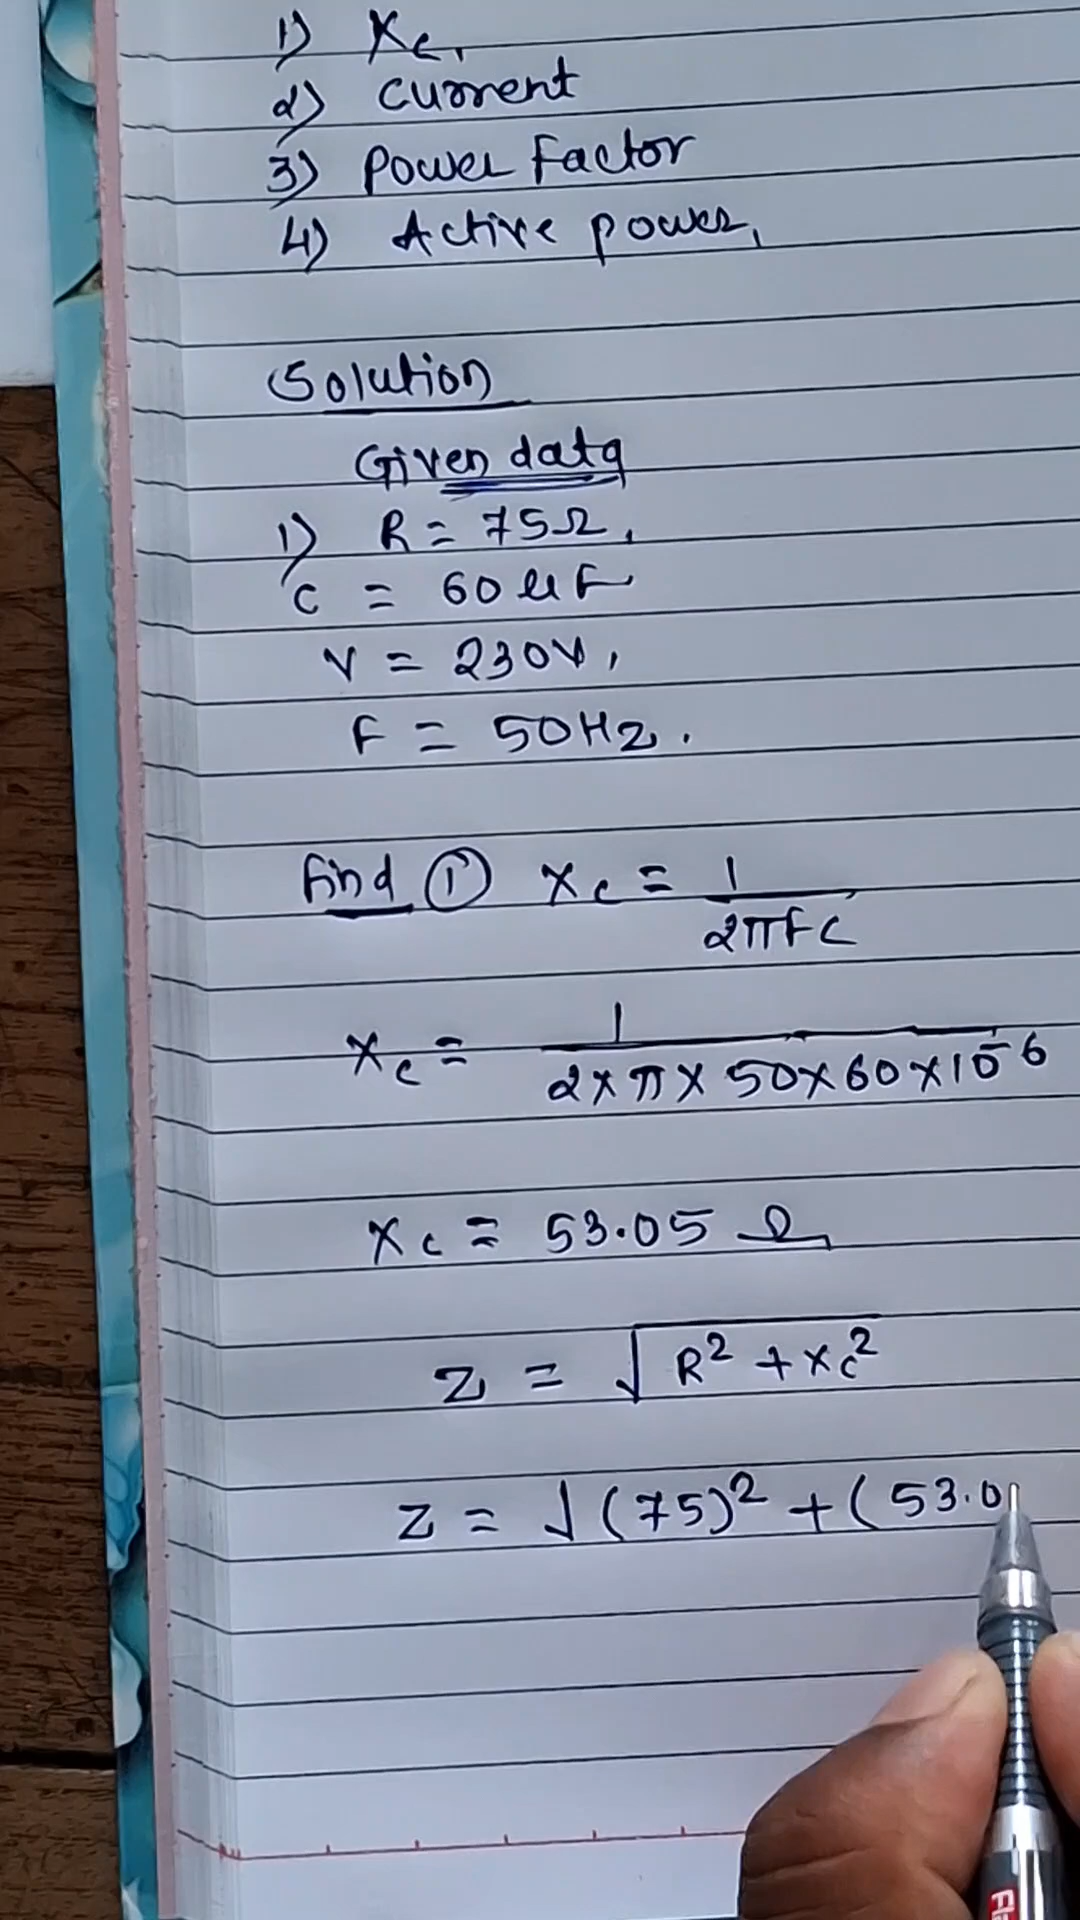 1) Xc,
2) Current
3) Power Factor
4) Active power,
Solution
Given data
1) R = 75Ω,
C = 60 μF
V = 230V,
F = 50Hz.
Find ① Xc = 1 / 2πFC
Xc = 1 / 2×π×50×60×10⁻⁶
Xc = 53.05 Ω
Z = √R² + Xc²
Z = √(75)² + (53.0